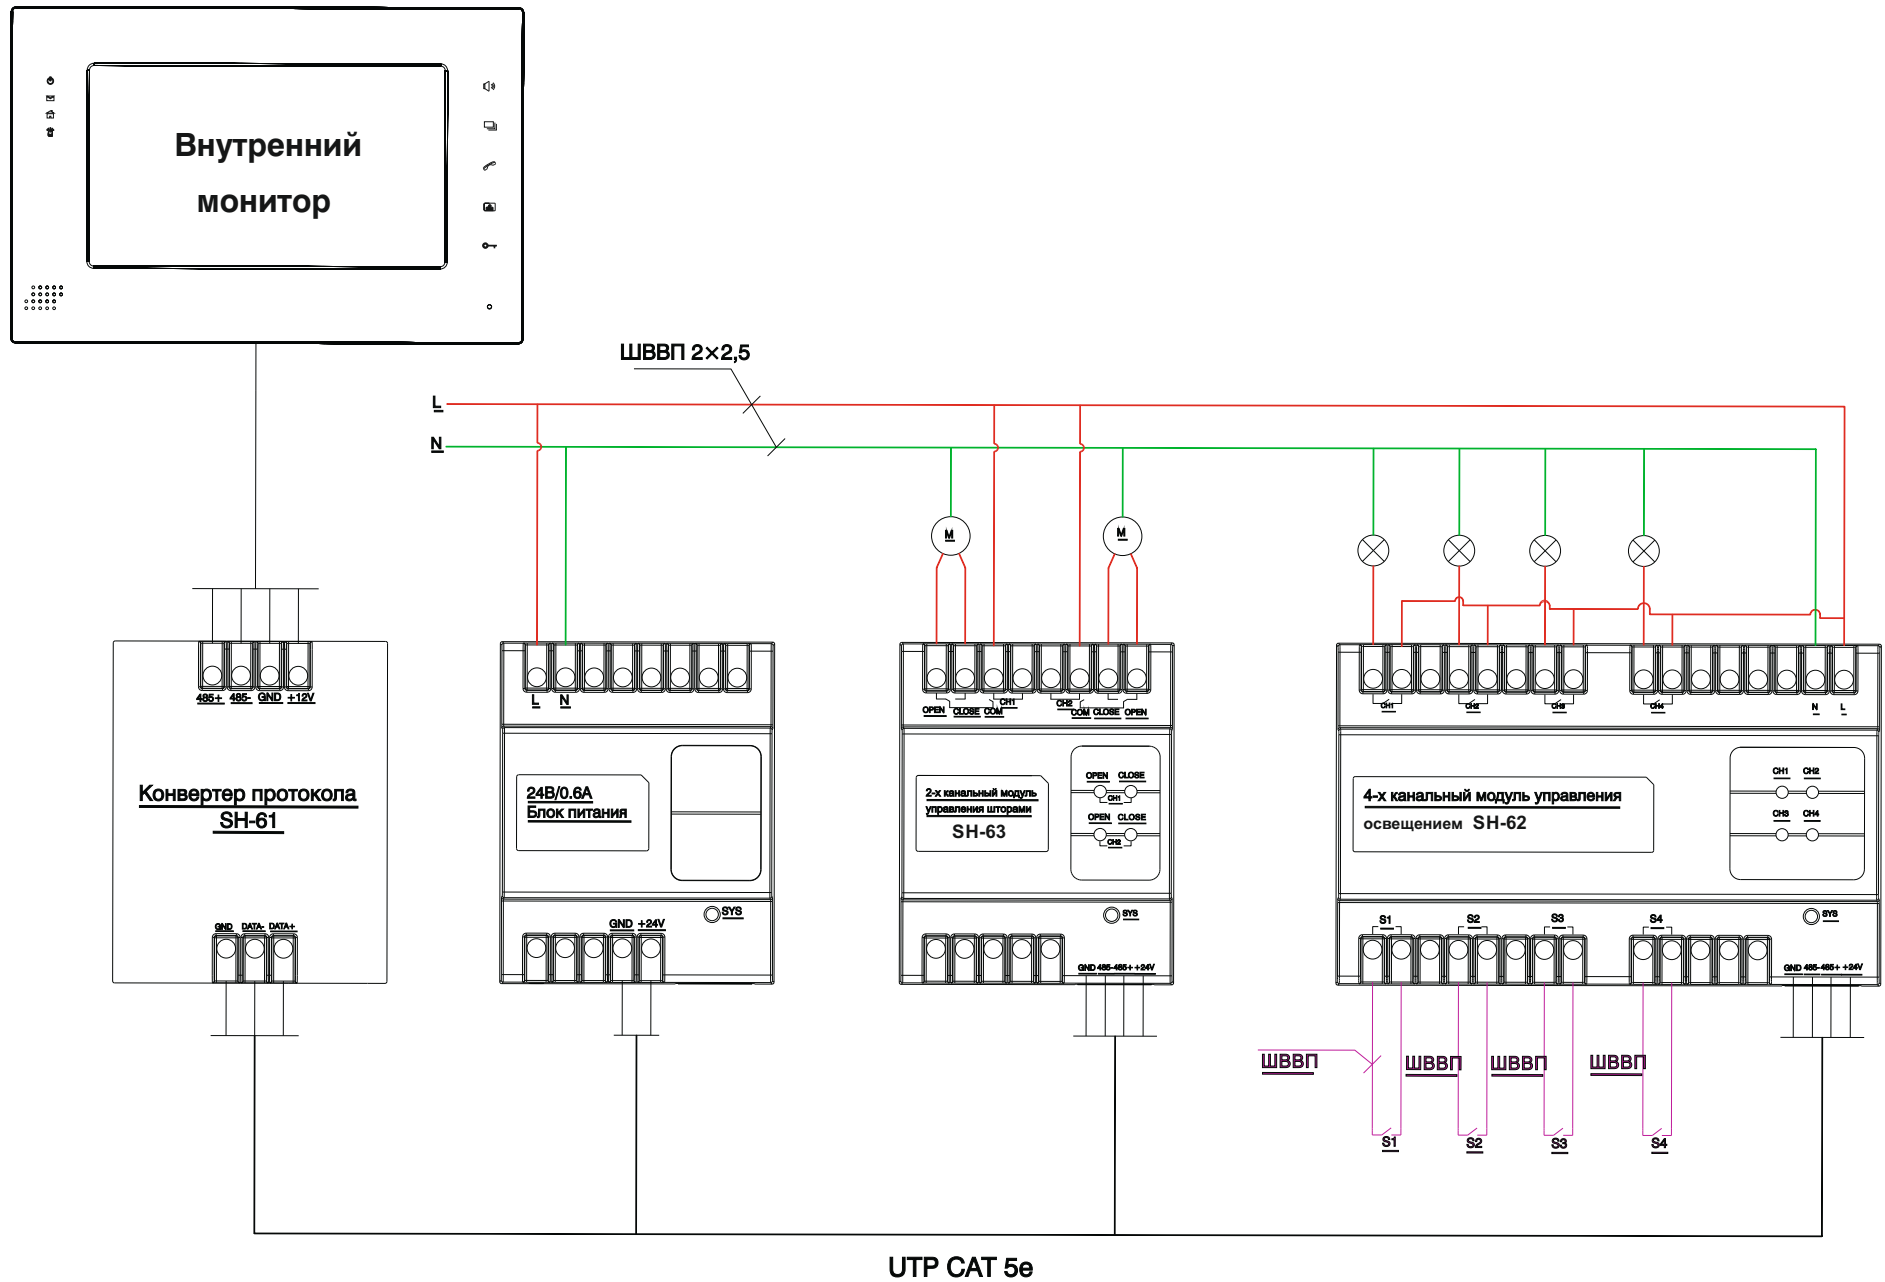 Внутренний
монитор
ШВВП 2×2,5
L
N
M
M
485+ 485- GND +12V
L N
OPEN CLOSE COM CH1 CH2 COM CLOSE OPEN
CH1 CH2 CH3 CH4 N L
Конвертер протокола
SH-61
24В/0.6А
Блок питания
2-х канальный модуль
управления шторами
SH-63
OPEN CLOSE
CH1
OPEN CLOSE
CH2
4-х канальный модуль управления
освещением SH-62
CH1 CH2
CH3 CH4
GND DATA- DATA+
GND +24V
SYS
SYS
GND 485- 485+ +24V
S1 S2 S3 S4
SYS
GND 485- 485+ +24V
ШВВП ШВВП ШВВП ШВВП
S1 S2 S3 S4
UTP CAT 5e